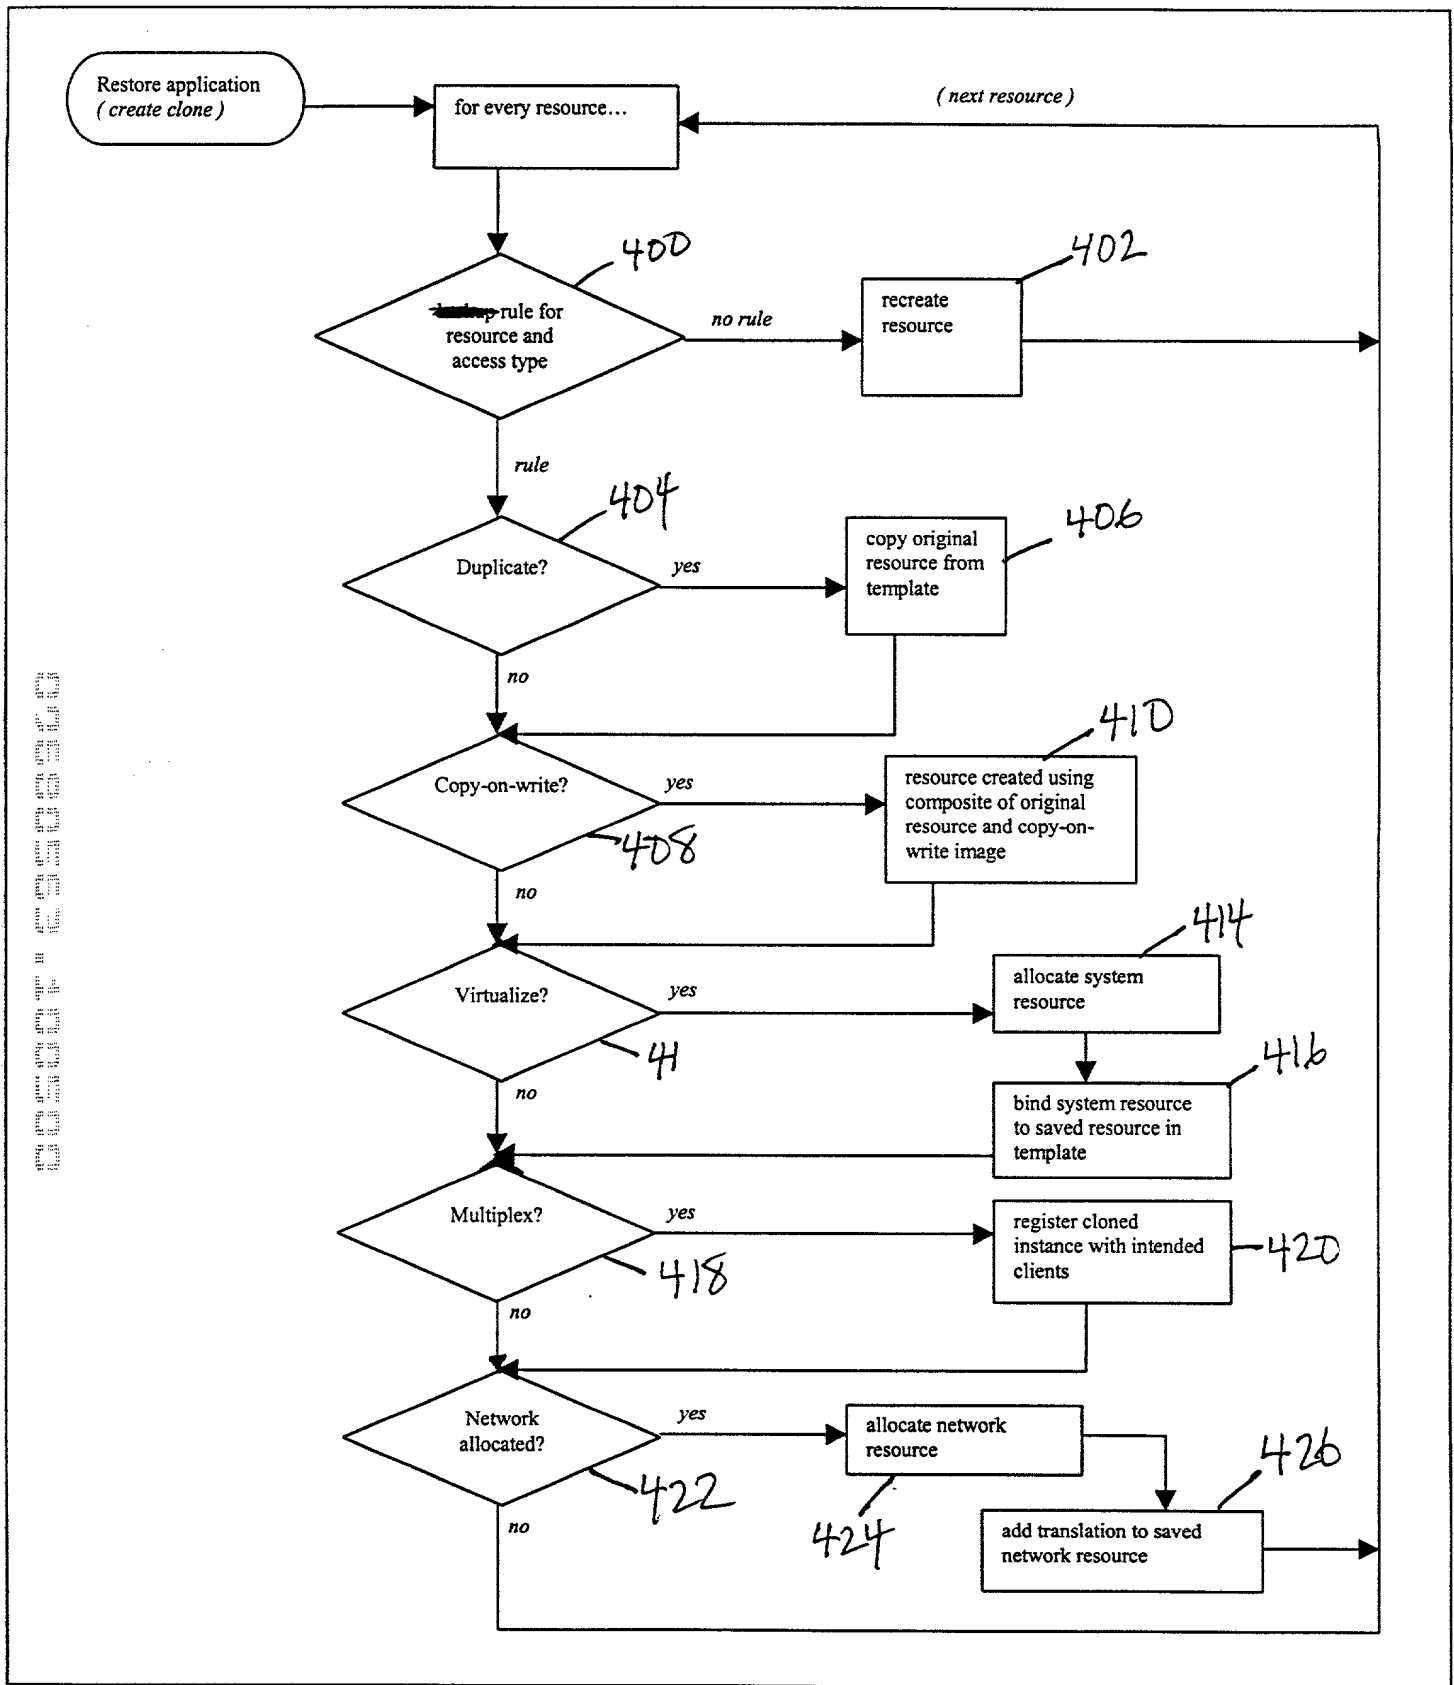 Restore application
( create clone )
for every resource...
( next resource )
400
rule for
resource and
access type
no rule
402
recreate
resource
rule
404
Duplicate?
yes
406
copy original
resource from
template
no
410
Copy-on-write?
yes
408
resource created using
composite of original
resource and copy-on-
write image
no
414
Virtualize?
yes
41
allocate system
resource
416
no
bind system resource
to saved resource in
template
Multiplex?
yes
418
register cloned
instance with intended
clients
420
no
Network
allocated?
yes
422
allocate network
resource
424
426
no
add translation to saved
network resource